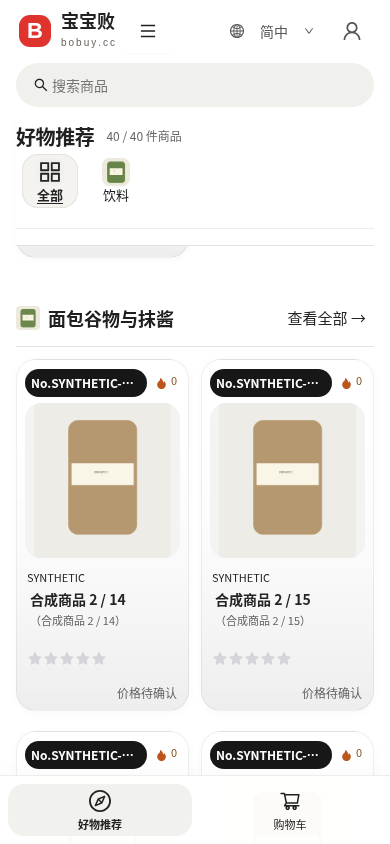 B 宝宝败
bobuy.cc
简中
搜索商品
好物推荐 40 / 40 件商品
全部 饮料
面包谷物与抹酱 查看全部 →
No.SYNTHETIC-··· 0 No.SYNTHETIC-··· 0
SYNTHETIC SYNTHETIC
合成商品 2 / 14 合成商品 2 / 15
（合成商品 2 / 14） （合成商品 2 / 15）
价格待确认 价格待确认
No.SYNTHETIC-··· 0 No.SYNTHETIC-··· 0
好物推荐 购物车